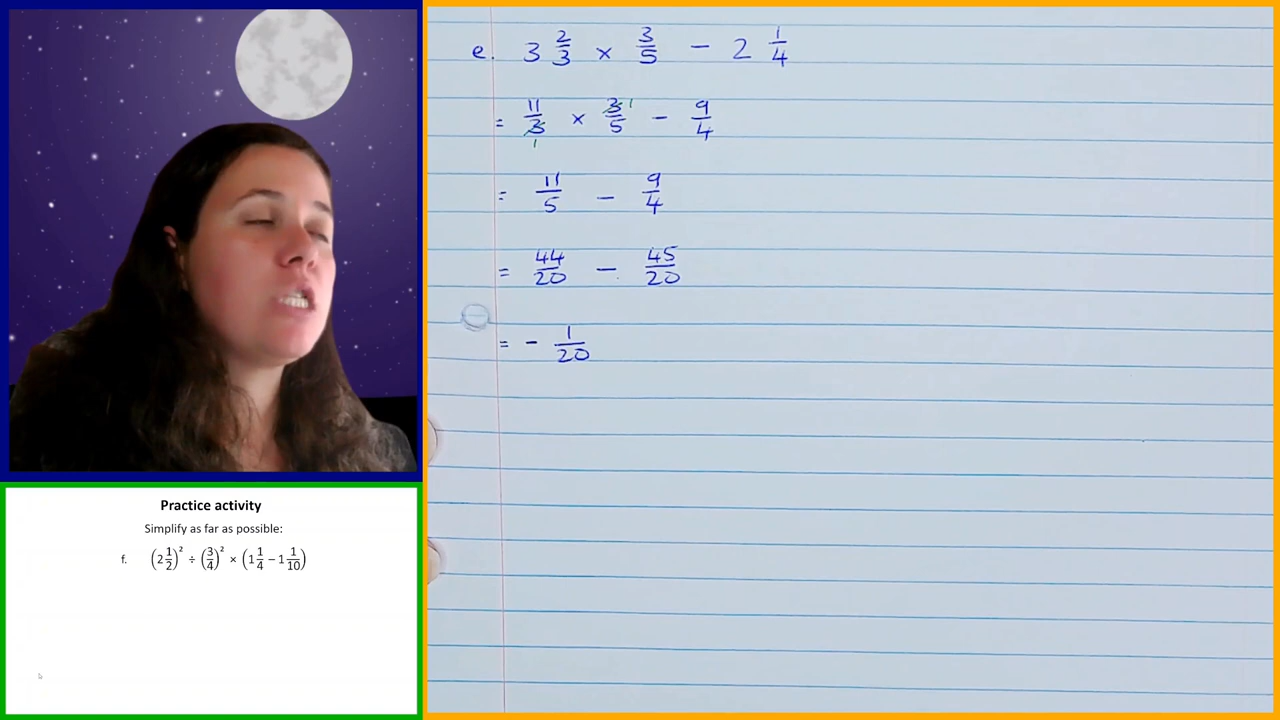 e. 3 2/3 × 3/5 − 2 1/4
= 11/3 1 × 3/5 1 − 9/4
= 11/5 − 9/4
= 44/20 − 45/20
= − 1/20
Practice activity
Simplify as far as possible:
f. (2 1/2)² ÷ (3/4)² × (1 1/4 − 1 1/10)